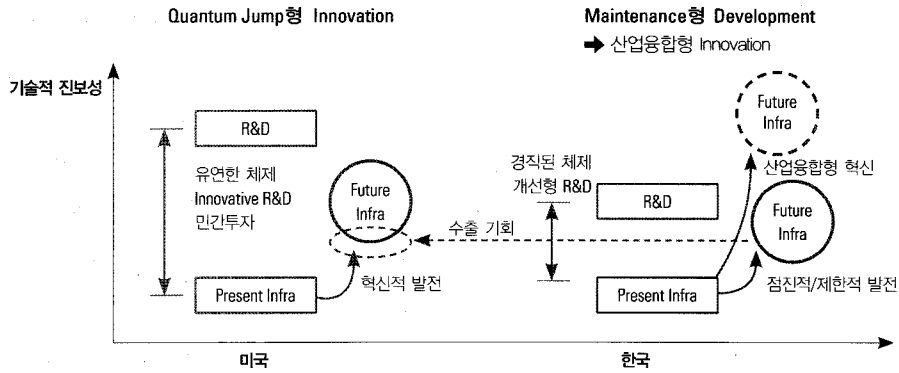 Quantum Jump형 Innovation
Maintenance형 Development
➡ 산업융합형 Innovation
기술적 진보성
R&D
유연한 체제
Innovative R&D
민간투자
Present Infra
Future
Infra
혁신적 발전
수출 기회
경직된 체제
개선형 R&D
R&D
Present Infra
Future
Infra
산업융합형 혁신
Future
Infra
점진적/제한적 발전
미국
한국